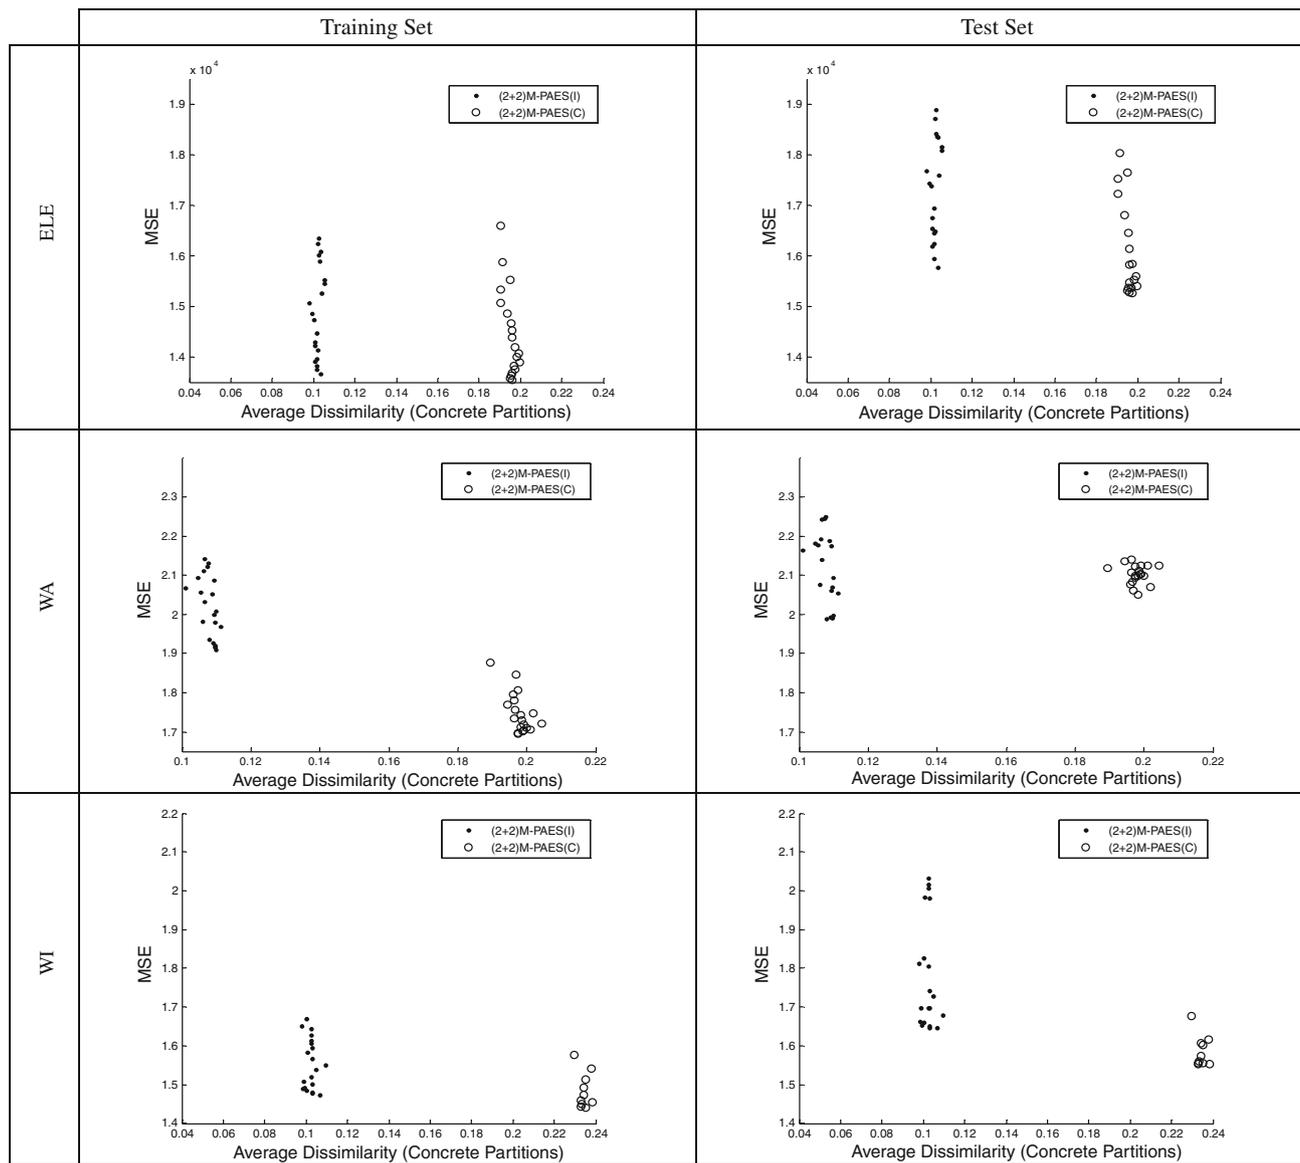 Training Set
Test Set
ELE
x 10⁴
1.9
1.8
1.7
1.6
1.5
1.4
MSE
(2+2)M-PAES(I)
(2+2)M-PAES(C)
0.04 0.06 0.08 0.1 0.12 0.14 0.16 0.18 0.2 0.22 0.24
Average Dissimilarity (Concrete Partitions)
x 10⁴
1.9
1.8
1.7
1.6
1.5
1.4
MSE
(2+2)M-PAES(I)
(2+2)M-PAES(C)
0.04 0.06 0.08 0.1 0.12 0.14 0.16 0.18 0.2 0.22 0.24
Average Dissimilarity (Concrete Partitions)
WA
2.3
2.2
2.1
2
1.9
1.8
1.7
MSE
(2+2)M-PAES(I)
(2+2)M-PAES(C)
0.1 0.12 0.14 0.16 0.18 0.2 0.22
Average Dissimilarity (Concrete Partitions)
2.3
2.2
2.1
2
1.9
1.8
1.7
MSE
(2+2)M-PAES(I)
(2+2)M-PAES(C)
0.1 0.12 0.14 0.16 0.18 0.2 0.22
Average Dissimilarity (Concrete Partitions)
WI
2.2
2.1
2
1.9
1.8
1.7
1.6
1.5
1.4
MSE
(2+2)M-PAES(I)
(2+2)M-PAES(C)
0.04 0.06 0.08 0.1 0.12 0.14 0.16 0.18 0.2 0.22 0.24
Average Dissimilarity (Concrete Partitions)
2.2
2.1
2
1.9
1.8
1.7
1.6
1.5
1.4
MSE
(2+2)M-PAES(I)
(2+2)M-PAES(C)
0.04 0.06 0.08 0.1 0.12 0.14 0.16 0.18 0.2 0.22 0.24
Average Dissimilarity (Concrete Partitions)